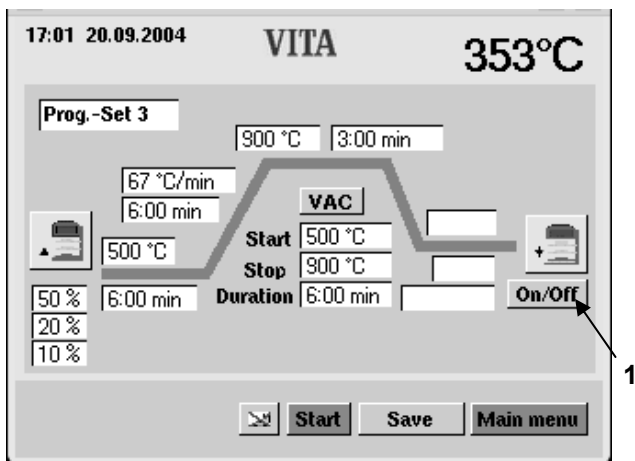 17:01 20.09.2004
VITA
353°C
Prog.-Set 3
900 °C 3:00 min
67 °C/min
6:00 min
VAC
500 °C
Start 500 °C
Stop 900 °C
50 % 6:00 min Duration 6:00 min On/Off
20 %
10 %
1
Start Save Main menu